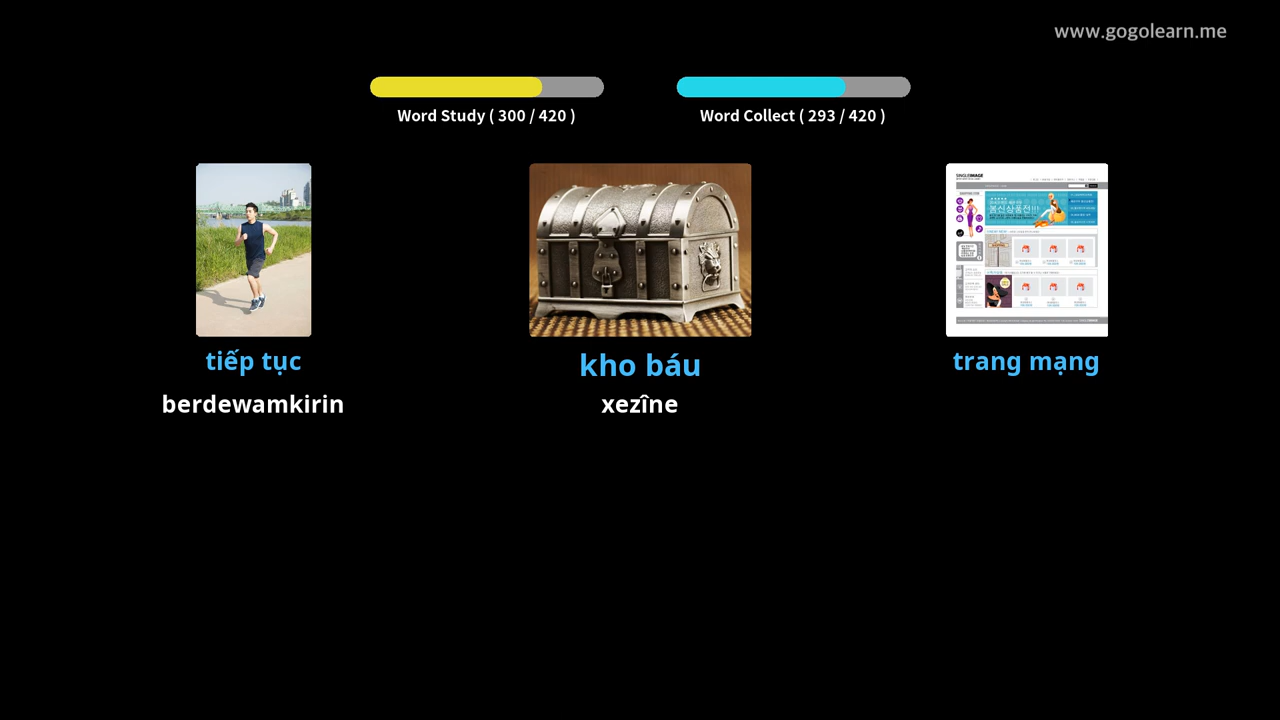 www.gogolearn.me
Word Study ( 300 / 420 )
Word Collect ( 293 / 420 )
tiếp tục
kho báu
trang mạng
berdewamkirin
xezîne